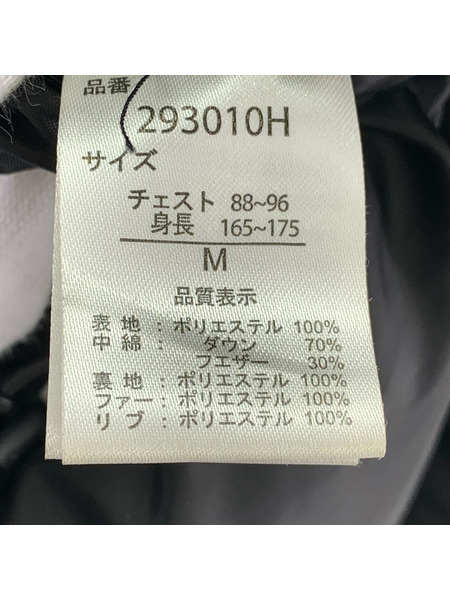 品番
293010H
サイズ
チェスト 88~96
身長 165~175
M
品質表示
表地:ポリエステル 100%
中綿: ダウン 70%
フエザー 30%
裏地:ポリエステル 100%
ファー:ポリエステル 100%
リブ:ポリエステル 100%